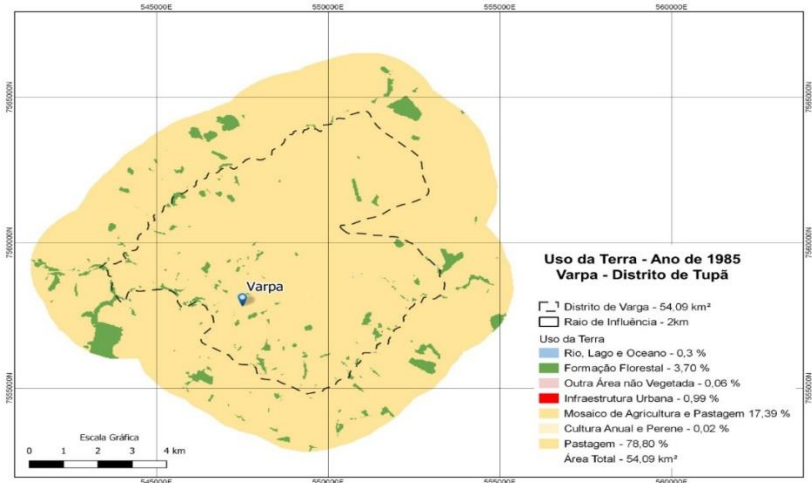 545000E 550000E 555000E 560000E
7565000N 7565000N
7560000N 7560000N
Varpa
Uso da Terra - Ano de 1985
Varpa - Distrito de Tupã
Distrito de Varga - 54,09 km²
Raio de Influência - 2km
Uso da Terra
Rio, Lago e Oceano - 0,3 %
Formação Florestal - 3,70 %
Outra Área não Vegetada - 0,06 %
Infraestrutura Urbana - 0,99 %
Mosaico de Agricultura e Pastagem 17,39 %
Cultura Anual e Perene - 0,02 %
Pastagem - 78,80 %
Área Total - 54,09 km²
7555000N 7555000N
Escala Gráfica
0 1 2 3 4 km
545000E 550000E 555000E 560000E